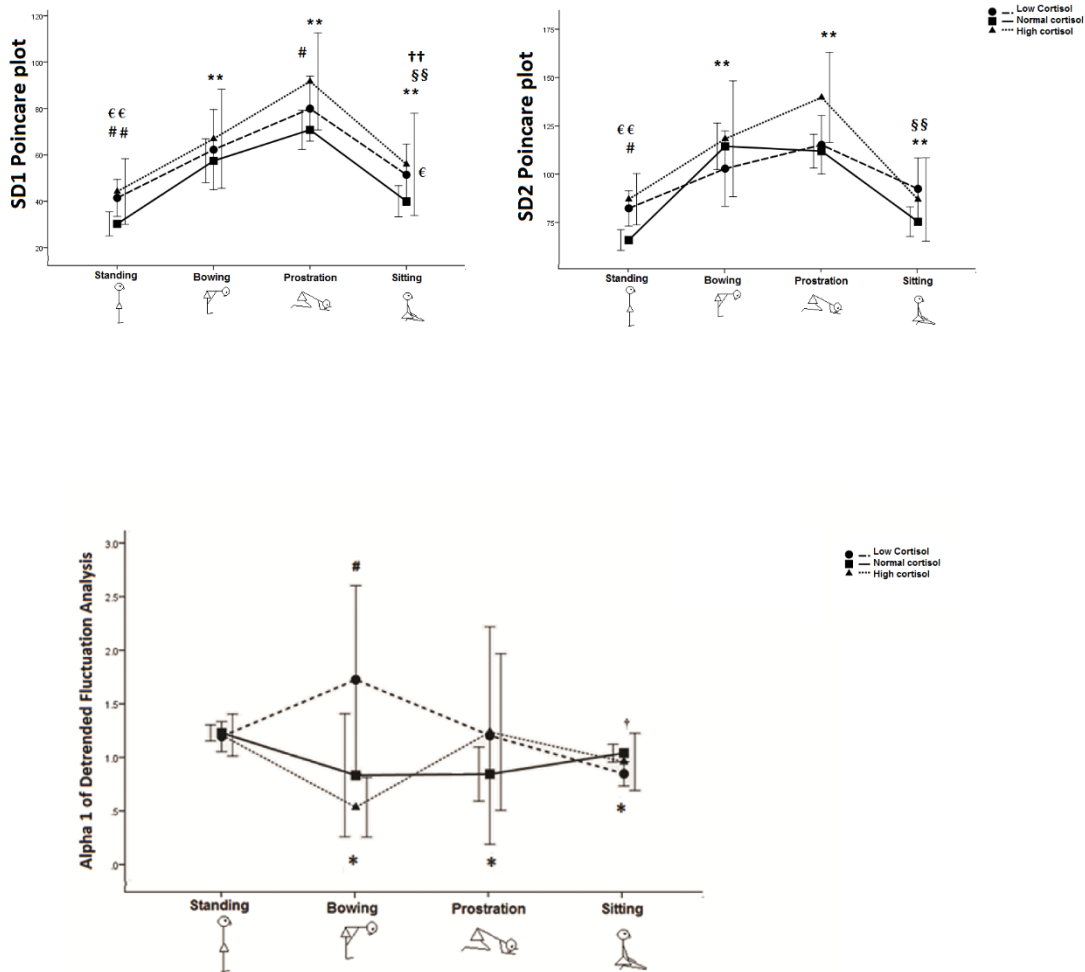 SD1 Poincare plot
120
100
80
60
40
20
€ €
# #
**
**
#
††
§§
**
€
Standing
Bowing
Prostration
Sitting
SD2 Poincare plot
175
150
125
100
75
€ €
#
**
**
§§
**
Standing
Bowing
Prostration
Sitting
Low Cortisol
Normal cortisol
High cortisol
Alpha 1 of Detrended Fluctuation Analysis
3.0
2.5
2.0
1.5
1.0
.5
.0
#
*
*
†
*
Standing
Bowing
Prostration
Sitting
Low Cortisol
Normal cortisol
High cortisol